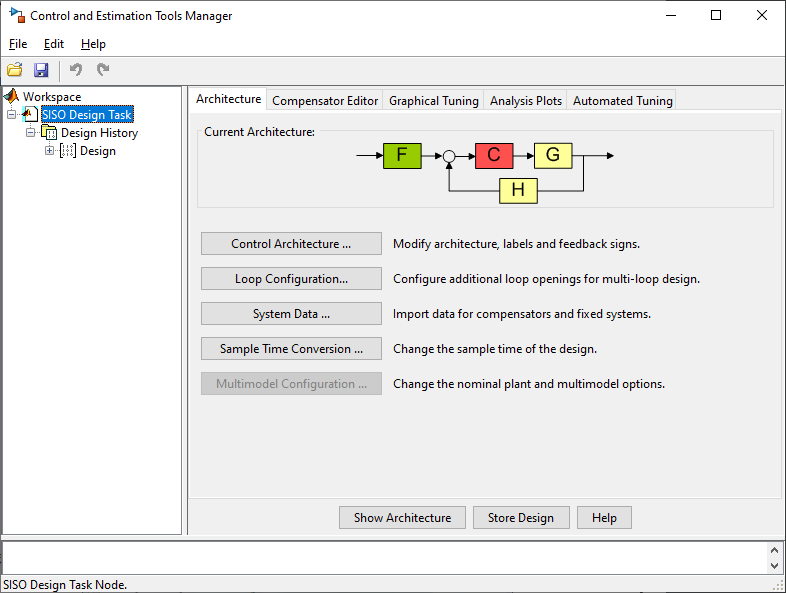 Control and Estimation Tools Manager
File Edit Help
Workspace
SISO Design Task
Design History
Design
Architecture Compensator Editor Graphical Tuning Analysis Plots Automated Tuning
Current Architecture:
F C G
H
Control Architecture ... Modify architecture, labels and feedback signs.
Loop Configuration... Configure additional loop openings for multi-loop design.
System Data ... Import data for compensators and fixed systems.
Sample Time Conversion ... Change the sample time of the design.
Multimodel Configuration ... Change the nominal plant and multimodel options.
Show Architecture Store Design Help
SISO Design Task Node.